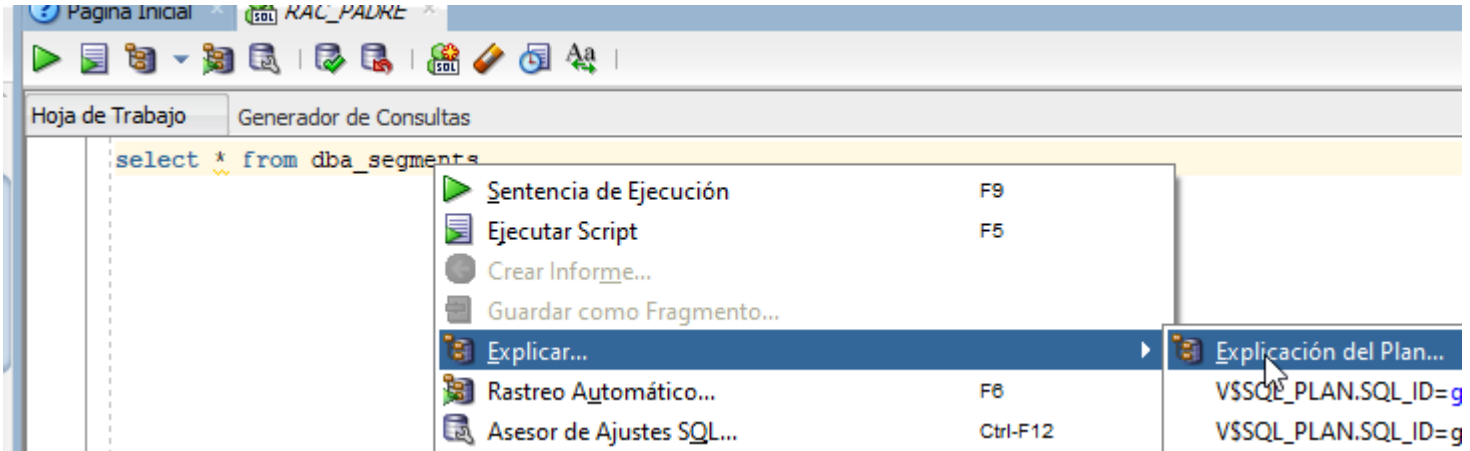 Página Inicial
RAC_PADRE
Hoja de Trabajo
Generador de Consultas
select * from dba_segments
Sentencia de Ejecución F9
Ejecutar Script F5
Crear Informe...
Guardar como Fragmento...
Explicar...
Explicación del Plan...
Rastreo Automático... F6
V$SQL_PLAN.SQL_ID=g
Asesor de Ajustes SQL... Ctrl-F12
V$SQL_PLAN.SQL_ID=g